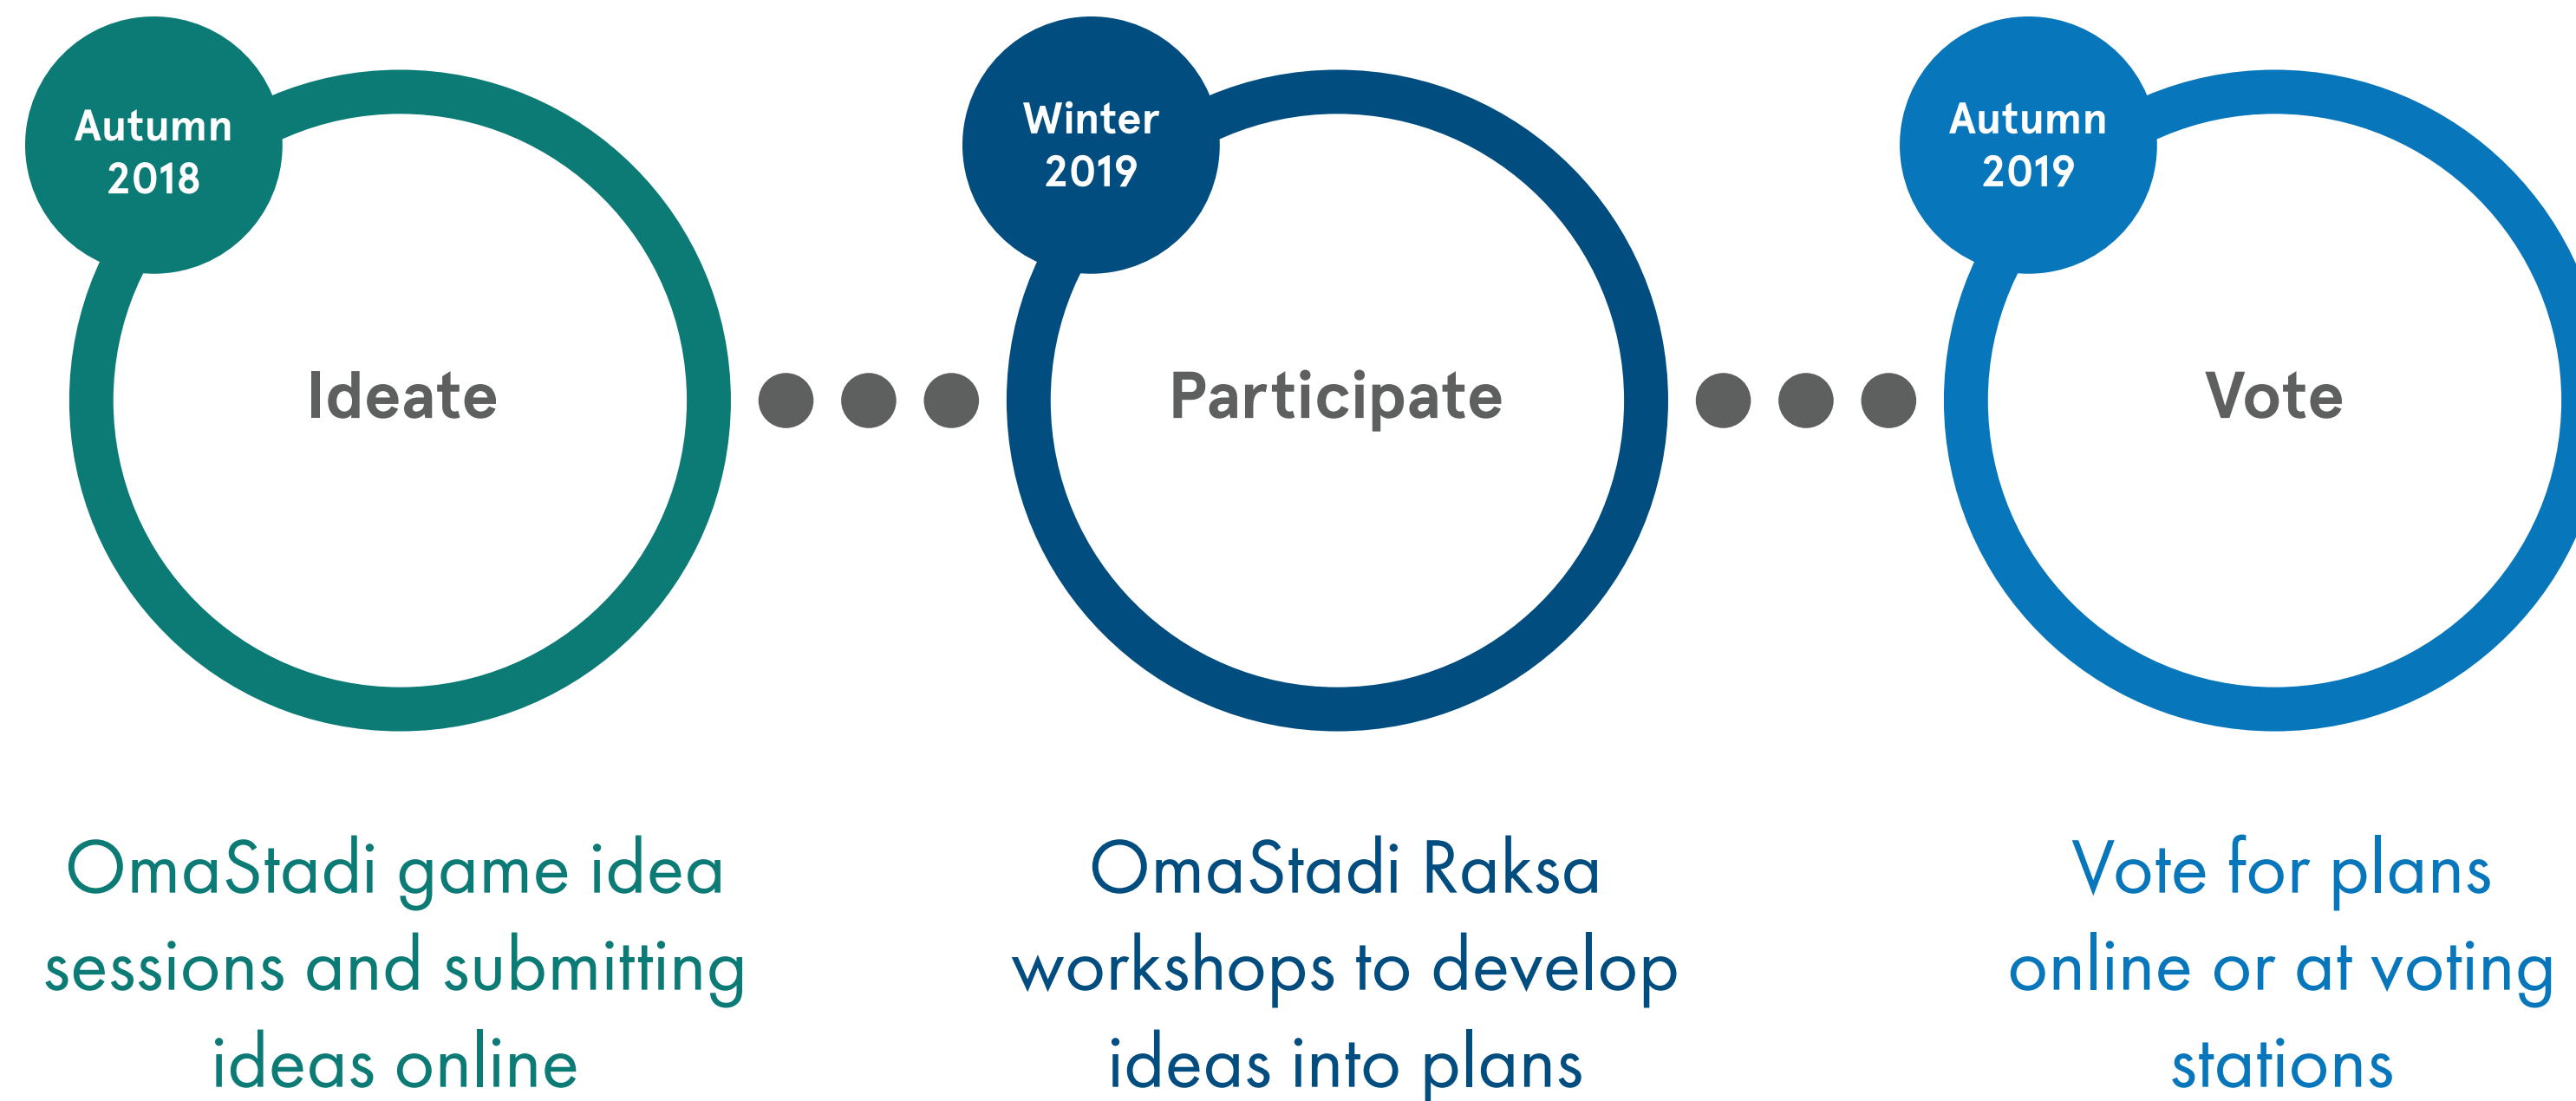 Autumn
2018
Ideate
OmaStadi game idea
sessions and submitting
ideas online
Winter
2019
Participate
OmaStadi Raksa
workshops to develop
ideas into plans
Autumn
2019
Vote
Vote for plans
online or at voting
stations